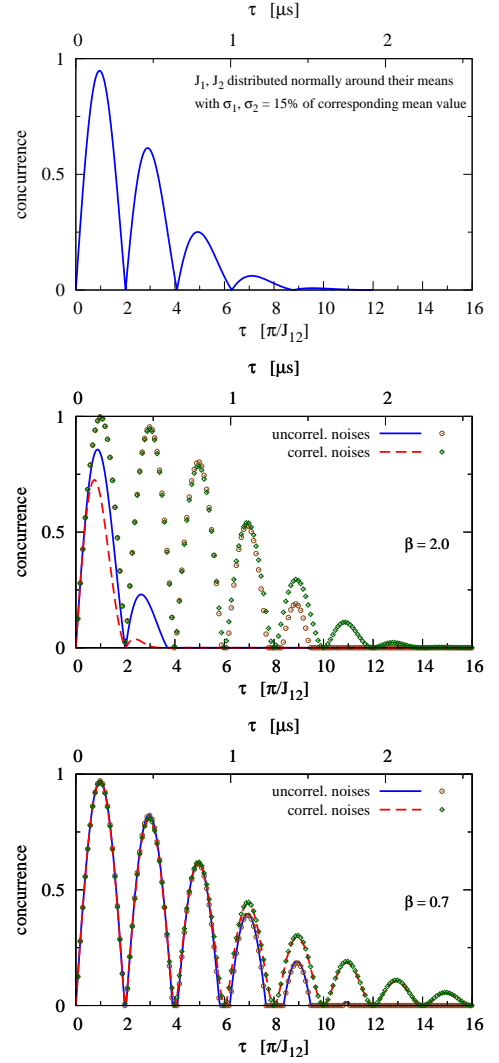 τ [μs]
0 1 2
1
J₁, J₂ distributed normally around their means
with σ₁, σ₂ = 15% of corresponding mean value
concurrence
0.5
0
0 2 4 6 8 10 12 14 16
τ [π/J₁₂]
τ [μs]
0 1 2
1
uncorrel. noises
correl. noises
concurrence
0.5
β = 2.0
0
0 2 4 6 8 10 12 14 16
τ [π/J₁₂]
τ [μs]
0 1 2
1
uncorrel. noises
correl. noises
concurrence
0.5
β = 0.7
0
0 2 4 6 8 10 12 14 16
τ [π/J₁₂]